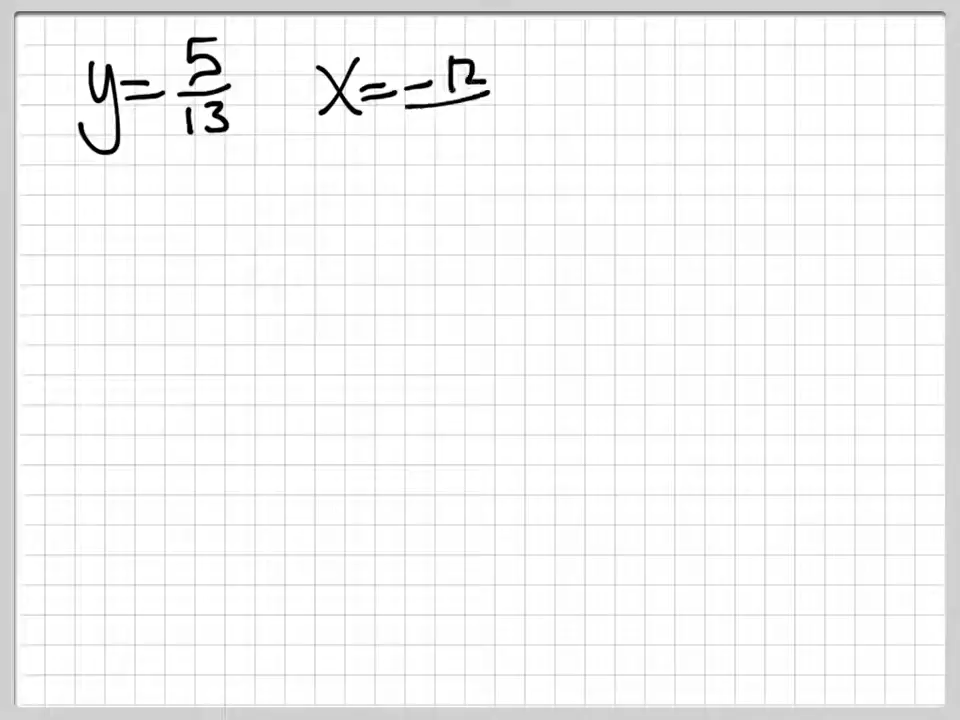 y = 5/13 x = -12/